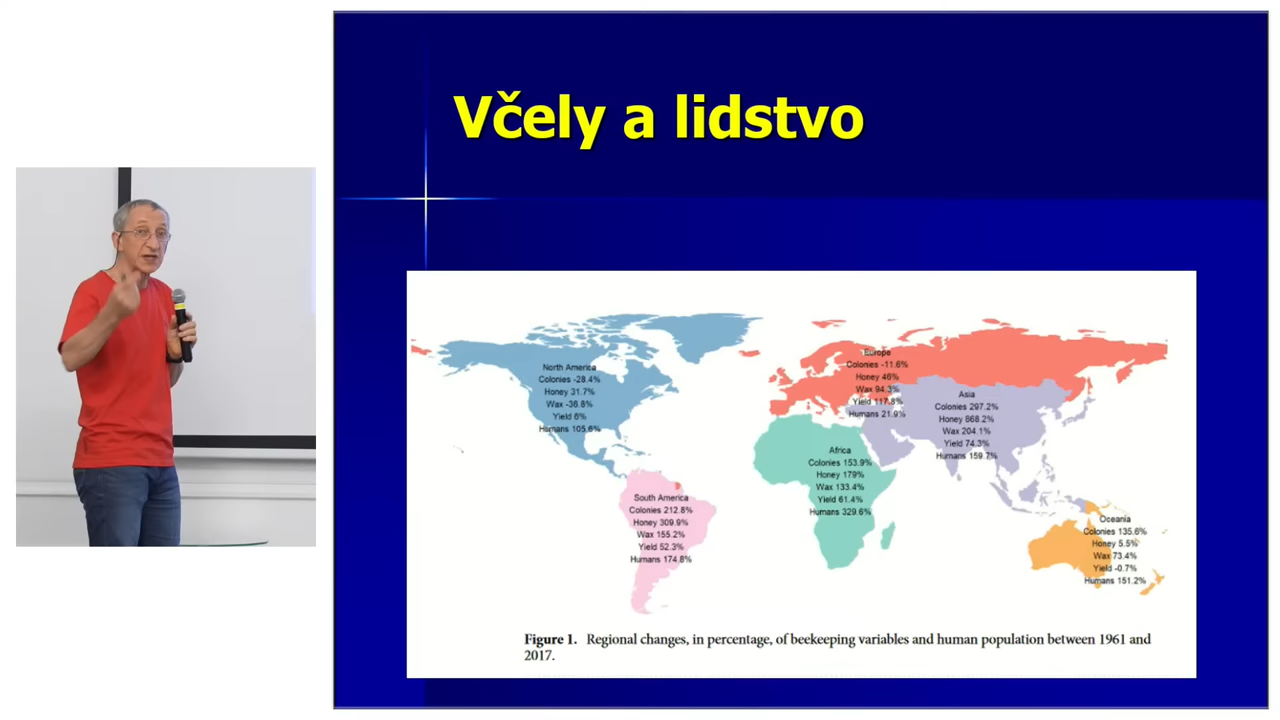 Včely a lidstvo
North America
Colonies -28.4%
Honey 31.7%
Wax -36.8%
Yield 6%
Humans 105.6%
Europe
Colonies -11.6%
Honey 46%
Wax 94.3%
Yield 117.8%
Humans 21.9%
Asia
Colonies 297.2%
Honey 868.2%
Wax 204.1%
Yield 74.3%
Humans 159.7%
Africa
Colonies 153.9%
Honey 179%
Wax 133.4%
Yield 61.4%
Humans 329.6%
South America
Colonies 212.8%
Honey 309.9%
Wax 155.2%
Yield 52.3%
Humans 174.8%
Oceania
Colonies 135.6%
Honey 5.5%
Wax 73.4%
Yield -0.7%
Humans 151.2%
Figure 1. Regional changes, in percentage, of beekeeping variables and human population between 1961 and
2017.